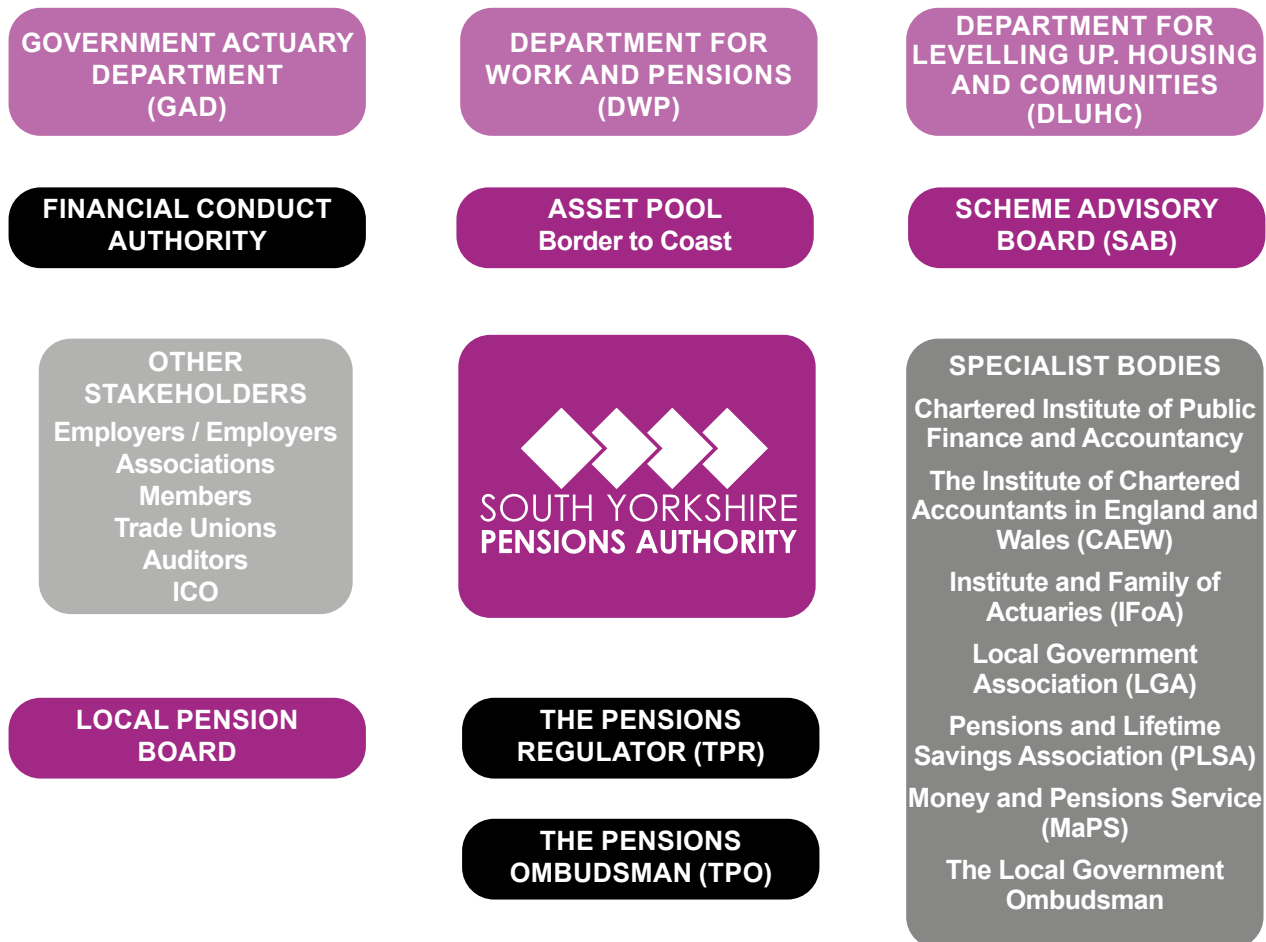 GOVERNMENT ACTUARY
DEPARTMENT
(GAD)
DEPARTMENT FOR
WORK AND PENSIONS
(DWP)
DEPARTMENT FOR
LEVELLING UP. HOUSING
AND COMMUNITIES
(DLUHC)
FINANCIAL CONDUCT
AUTHORITY
ASSET POOL
Border to Coast
SCHEME ADVISORY
BOARD (SAB)
OTHER
STAKEHOLDERS
Employers / Employers
Associations
Members
Trade Unions
Auditors
ICO
SOUTH YORKSHIRE
PENSIONS AUTHORITY
SPECIALIST BODIES
Chartered Institute of Public
Finance and Accountancy
The Institute of Chartered
Accountants in England and
Wales (CAEW)
Institute and Family of
Actuaries (IFoA)
Local Government
Association (LGA)
Pensions and Lifetime
Savings Association (PLSA)
Money and Pensions Service
(MaPS)
The Local Government
Ombudsman
LOCAL PENSION
BOARD
THE PENSIONS
REGULATOR (TPR)
THE PENSIONS
OMBUDSMAN (TPO)